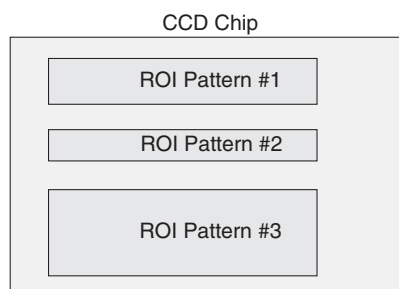 CCD Chip
ROI Pattern #1
ROI Pattern #2
ROI Pattern #3